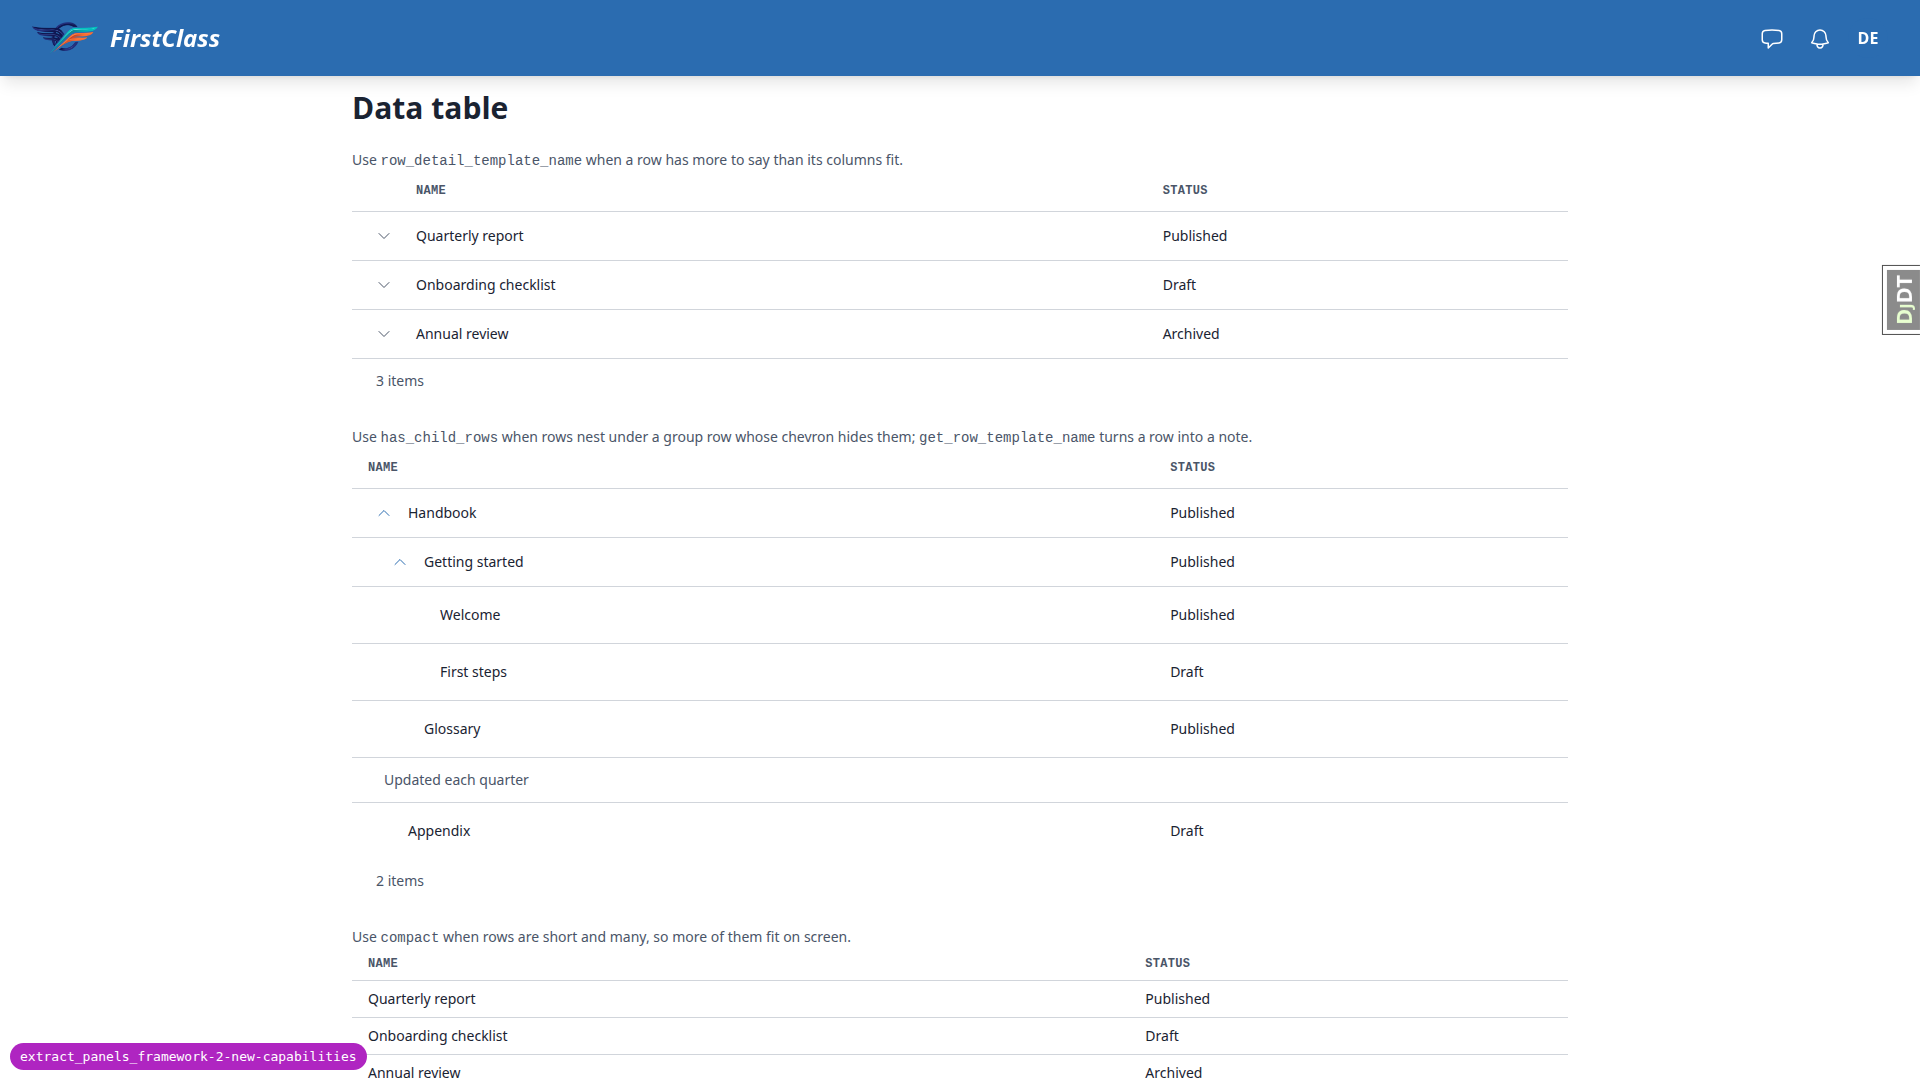 FirstClass
DE
Data table
Use row_detail_template_name when a row has more to say than its columns fit.
NAME STATUS
Quarterly report Published
Onboarding checklist Draft
Annual review Archived
3 items
Use has_child_rows when rows nest under a group row whose chevron hides them; get_row_template_name turns a row into a note.
NAME STATUS
Handbook Published
Getting started Published
Welcome Published
First steps Draft
Glossary Published
Updated each quarter
Appendix Draft
2 items
Use compact when rows are short and many, so more of them fit on screen.
NAME STATUS
Quarterly report Published
Onboarding checklist Draft
Annual review Archived
DJDT
extract_panels_framework-2-new-capabilities